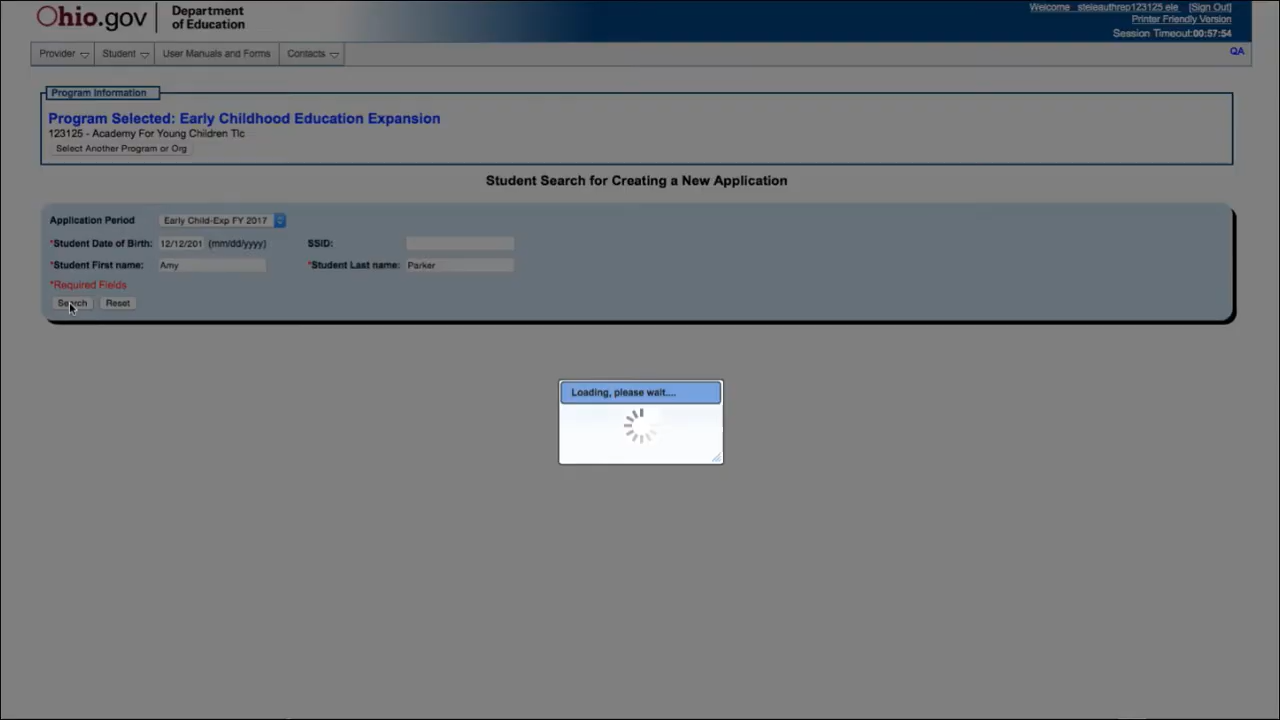 Ohio.gov
Department
of Education
Welcome steleauthrep123125 ele [Sign Out]
Printer Friendly Version
Session Timeout:00:57:54
Provider Student User Manuals and Forms Contacts
QA
Program Information
Program Selected: Early Childhood Education Expansion
123125 - Academy For Young Children Tlc
Select Another Program or Org
Student Search for Creating a New Application
Application Period Early Child-Exp FY 2017
*Student Date of Birth: 12/12/201 (mm/dd/yyyy) SSID:
*Student First name: Amy *Student Last name: Parker
*Required Fields
Search Reset
Loading, please wait....